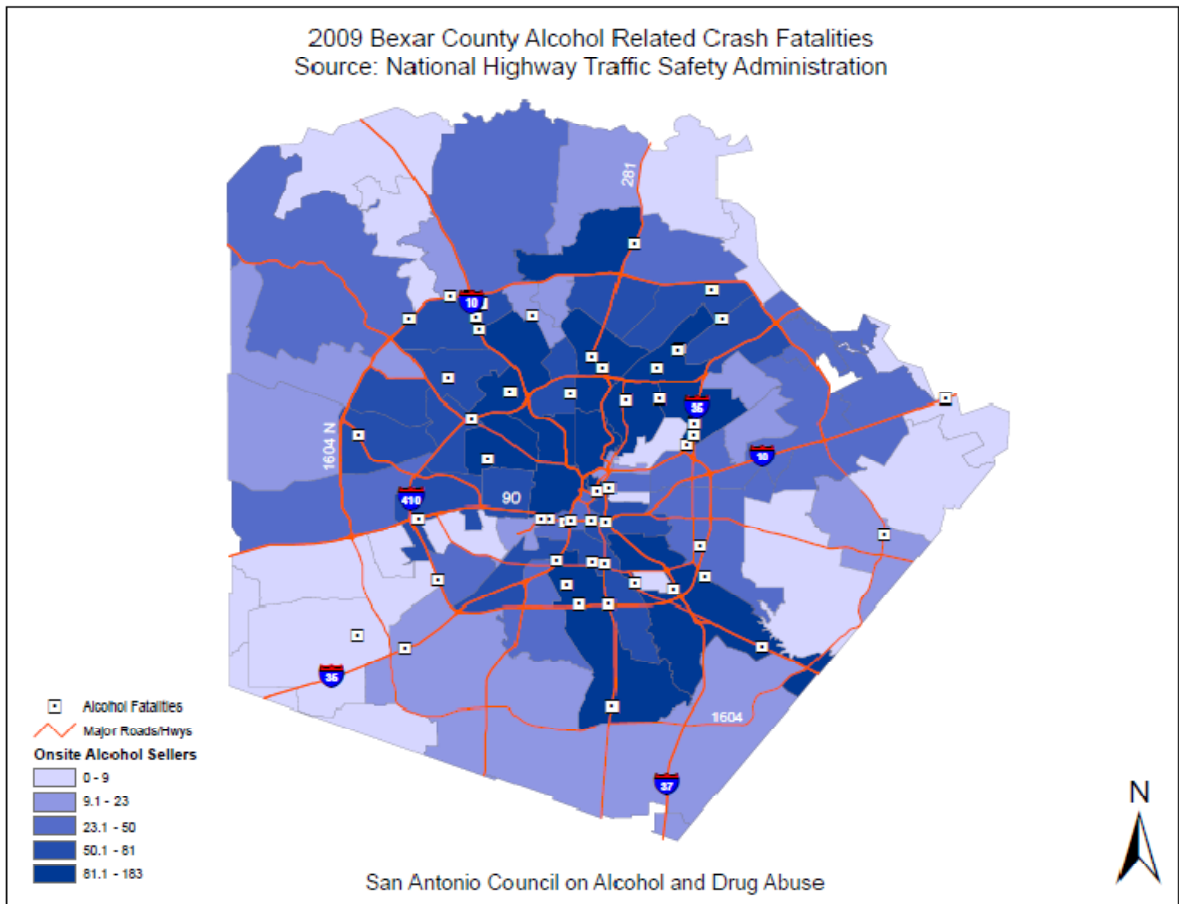 2009 Bexar County Alcohol Related Crash Fatalities
Source: National Highway Traffic Safety Administration
281
10
1604 N
35
10
410
90
35
1604
37
Alcohol Fatalities
Major Roads/Hwys
Onsite Alcohol Sellers
0 - 9
9.1 - 23
23.1 - 50
50.1 - 81
81.1 - 183
N
San Antonio Council on Alcohol and Drug Abuse